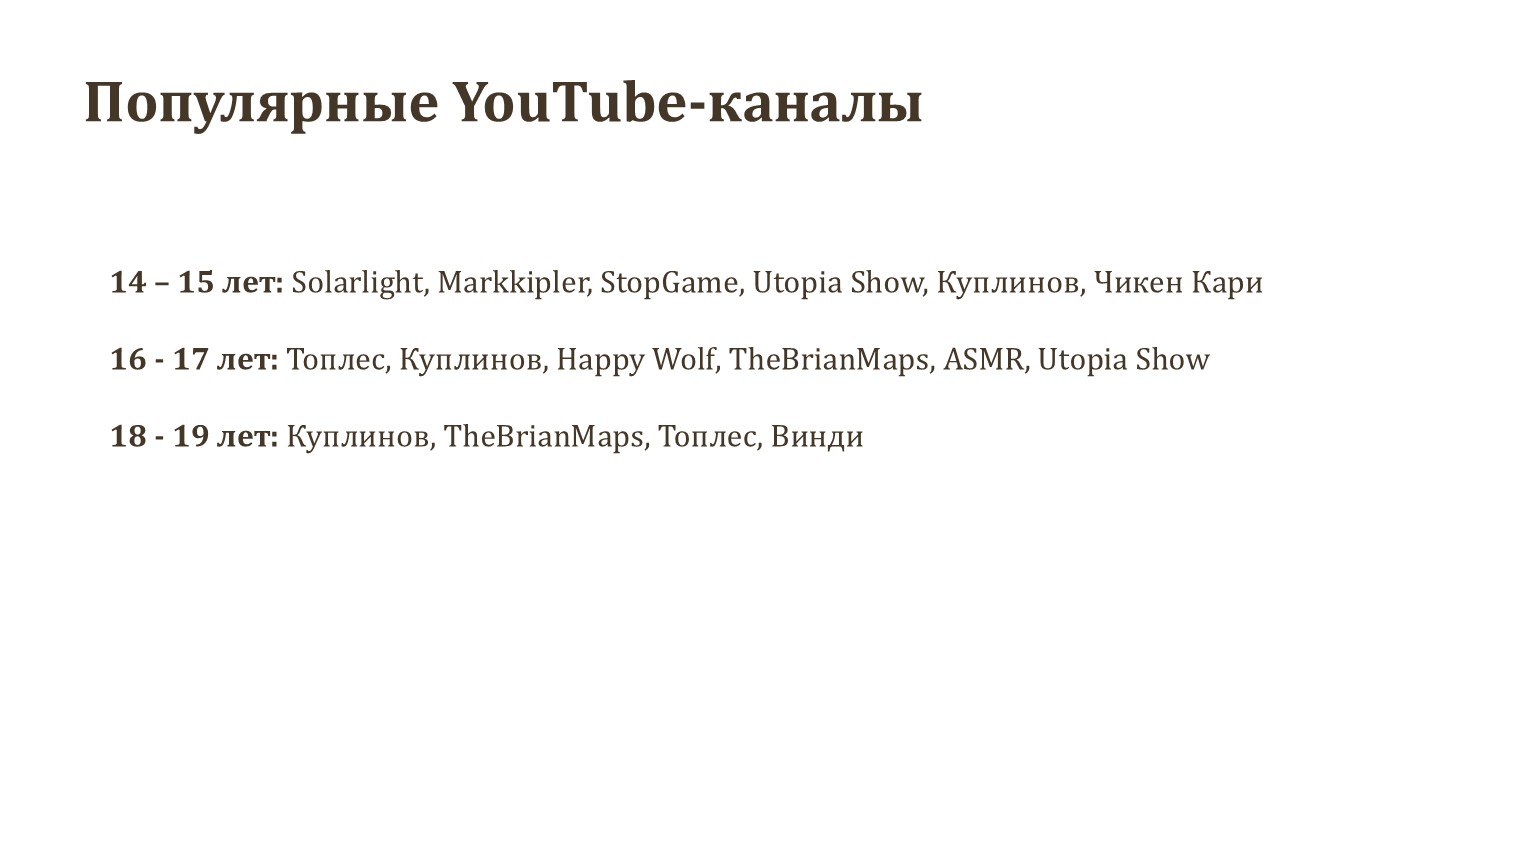 Популярные YouTube-каналы
14 – 15 лет: Solarlight, Markkipler, StopGame, Utopia Show, Куплинов, Чикен Кари
16 - 17 лет: Топлес, Куплинов, Happy Wolf, TheBrianMaps, ASMR, Utopia Show
18 - 19 лет: Куплинов, TheBrianMaps, Топлес, Винди